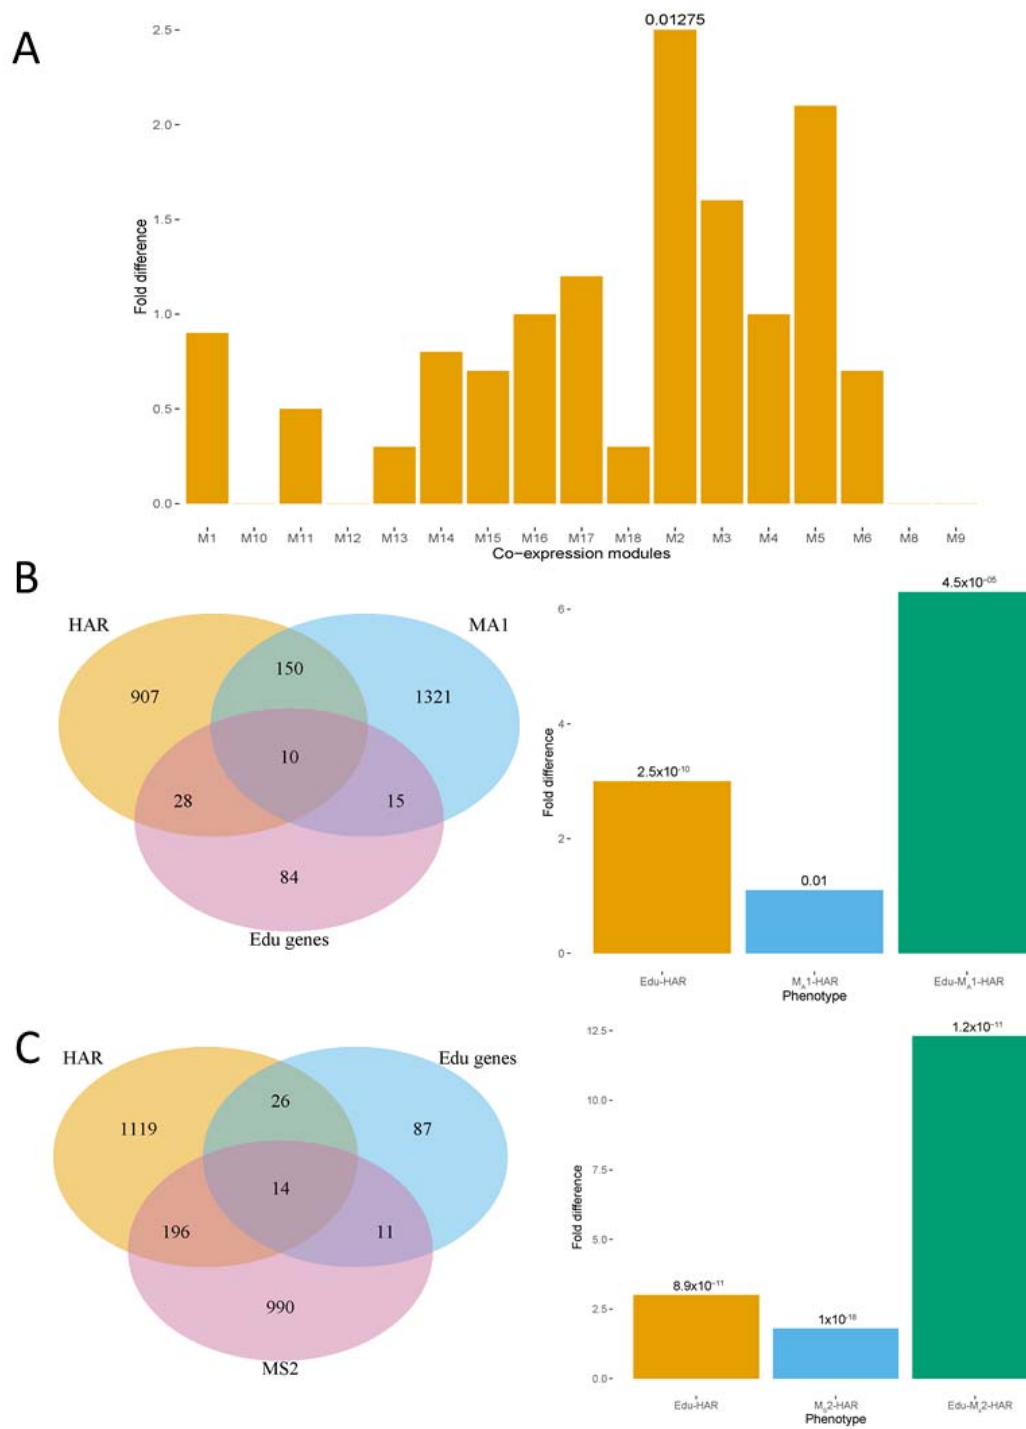 A
0.01275
2.5
2.0
1.5
1.0
0.5
0.0
Fold difference
M1 M10 M11 M12 M13 M14 M15 M16 M17 M18 M2 M3 M4 M5 M6 M8 M9
Co-expression modules
B
HAR
MA1
150
907
1321
10
28
15
84
Edu genes
4.5x10⁻⁰⁵
2.5x10⁻¹⁰
0.01
6
4
2
0
Fold difference
Edu-HAR M_A1-HAR Edu-M_A1-HAR
Phenotype
C
HAR
Edu genes
26
1119
87
14
196
11
990
MS2
1.2x10⁻¹¹
8.9x10⁻¹¹
1x10⁻¹⁸
12.5
10.0
7.5
5.0
2.5
0.0
Fold difference
Edu-HAR M_S2-HAR Edu-M_S2-HAR
Phenotype